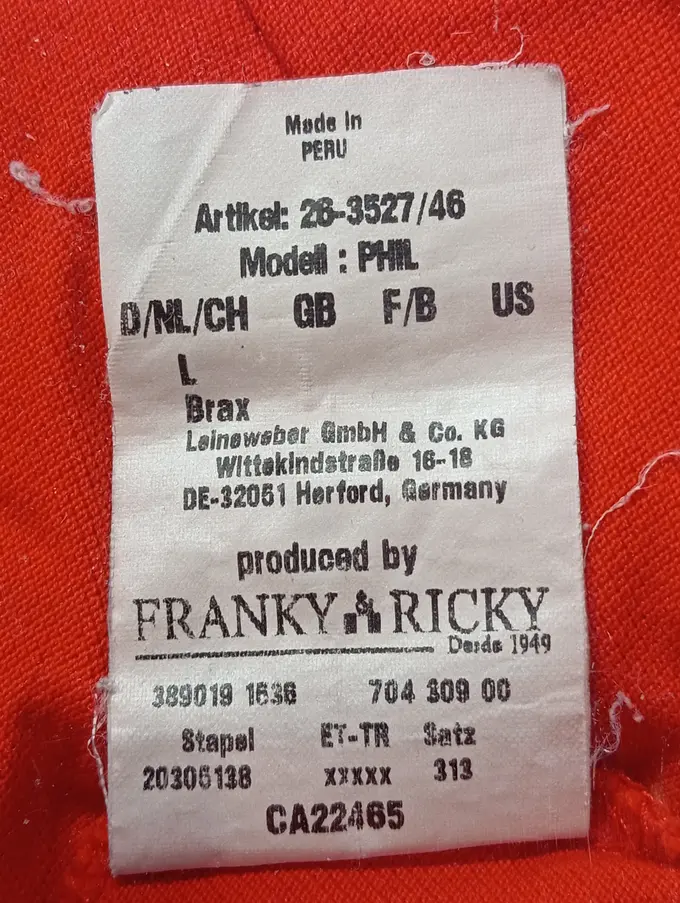 Made in
PERU
Artikel: 26-3527/46
Modell : PHIL
D/NL/CH GB F/B US
L
Brax
Leineweber GmbH & Co. KG
Wittekindstraße 16-18
DE-32051 Herford, Germany
produced by
FRANKY & RICKY
Desde 1949
389019 1636 704 309 00
Stapel ET-TR Satz
20306138 xxxxx 313
CA22465